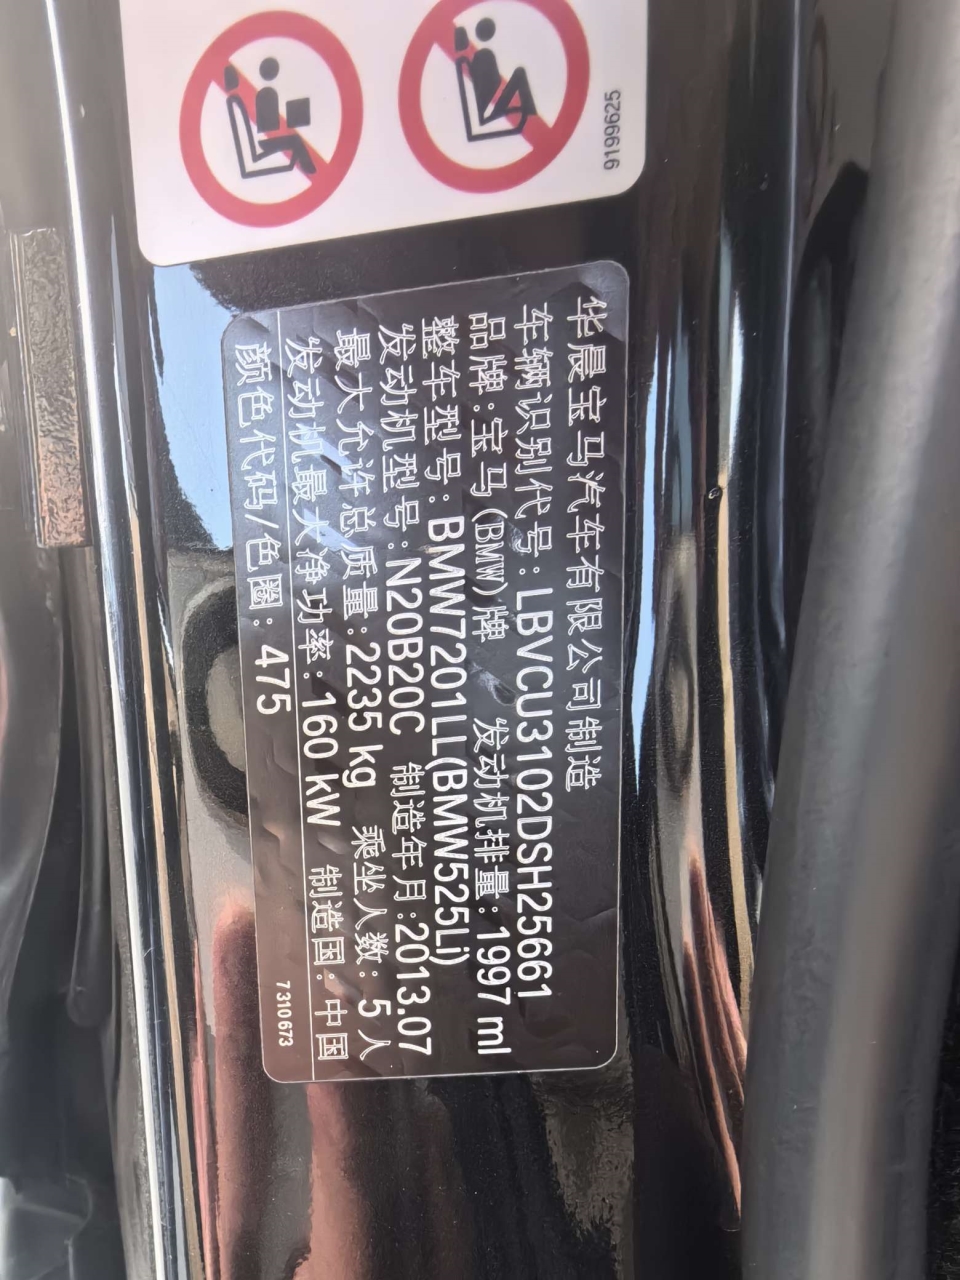 9199625
华晨宝马汽车有限公司制造
车辆识别代号:LBVCU3102DSH25661
品牌:宝马(BMW)牌 发动机排量:1997 ml
整车型号:BMW7201LL(BMW525Li)
发动机型号:N20B20C 制造年月:2013.07
最大允许总质量:2235 kg 乘坐人数:5人
发动机最大净功率:160 kW 制造国:中国
颜色代码/色圈:475
7310673